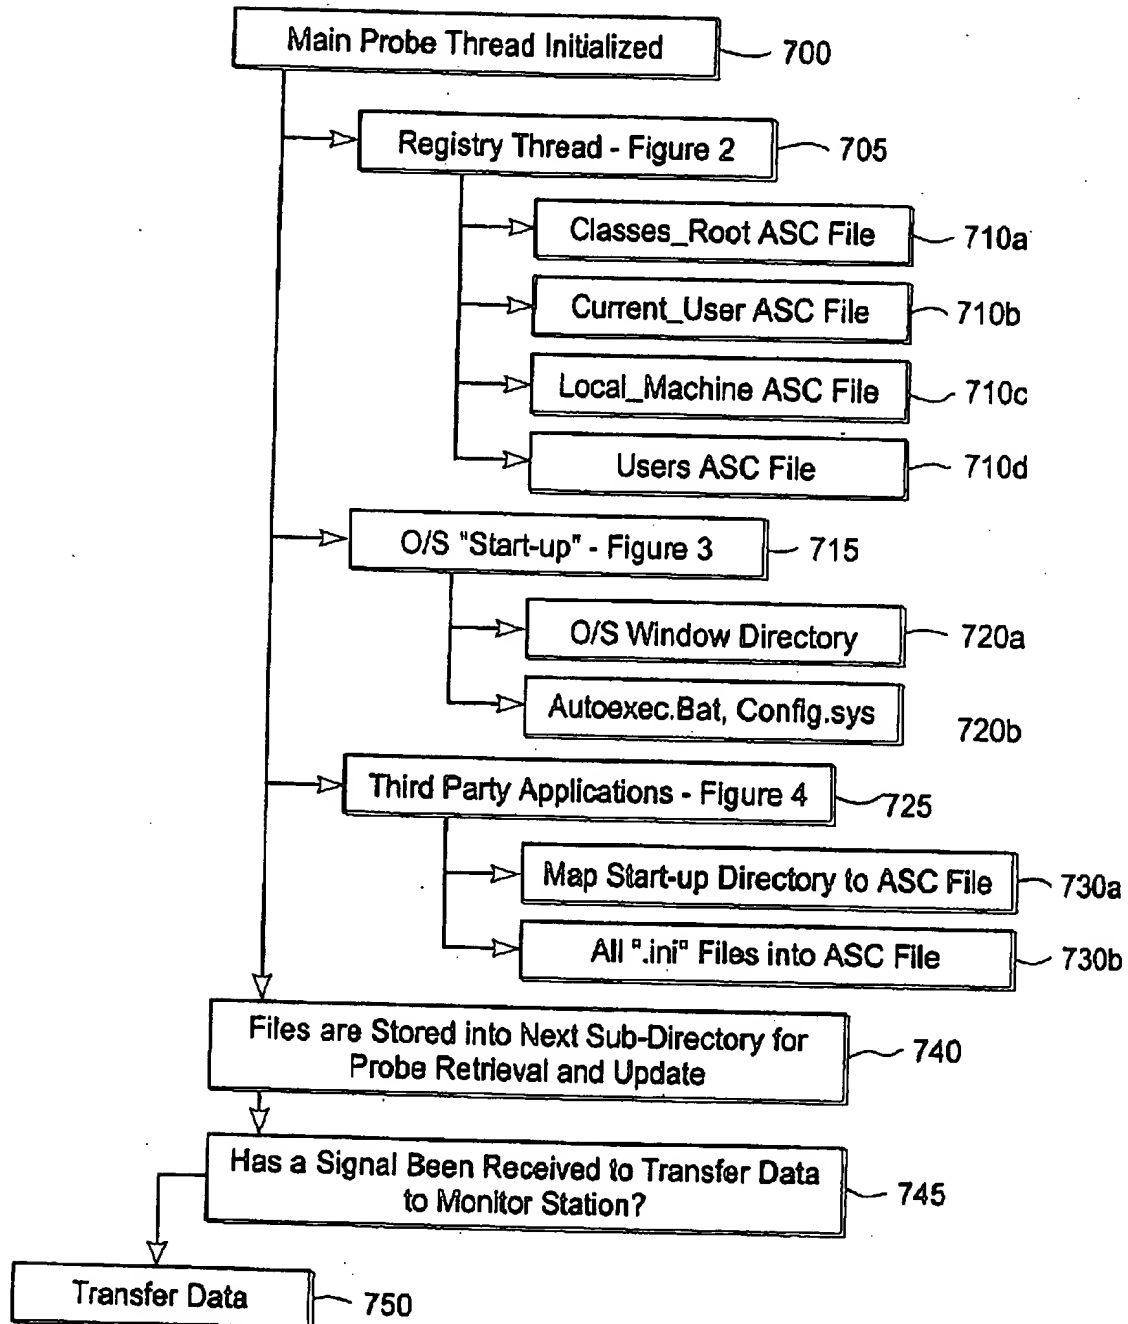 Main Probe Thread Initialized
700
Registry Thread - Figure 2
705
Classes_Root ASC File
710a
Current_User ASC File
710b
Local_Machine ASC File
710c
Users ASC File
710d
O/S "Start-up" - Figure 3
715
O/S Window Directory
720a
Autoexec.Bat, Config.sys
720b
Third Party Applications - Figure 4
725
Map Start-up Directory to ASC File
730a
All ".ini" Files into ASC File
730b
Files are Stored into Next Sub-Directory for
Probe Retrieval and Update
740
Has a Signal Been Received to Transfer Data
to Monitor Station?
745
Transfer Data
750